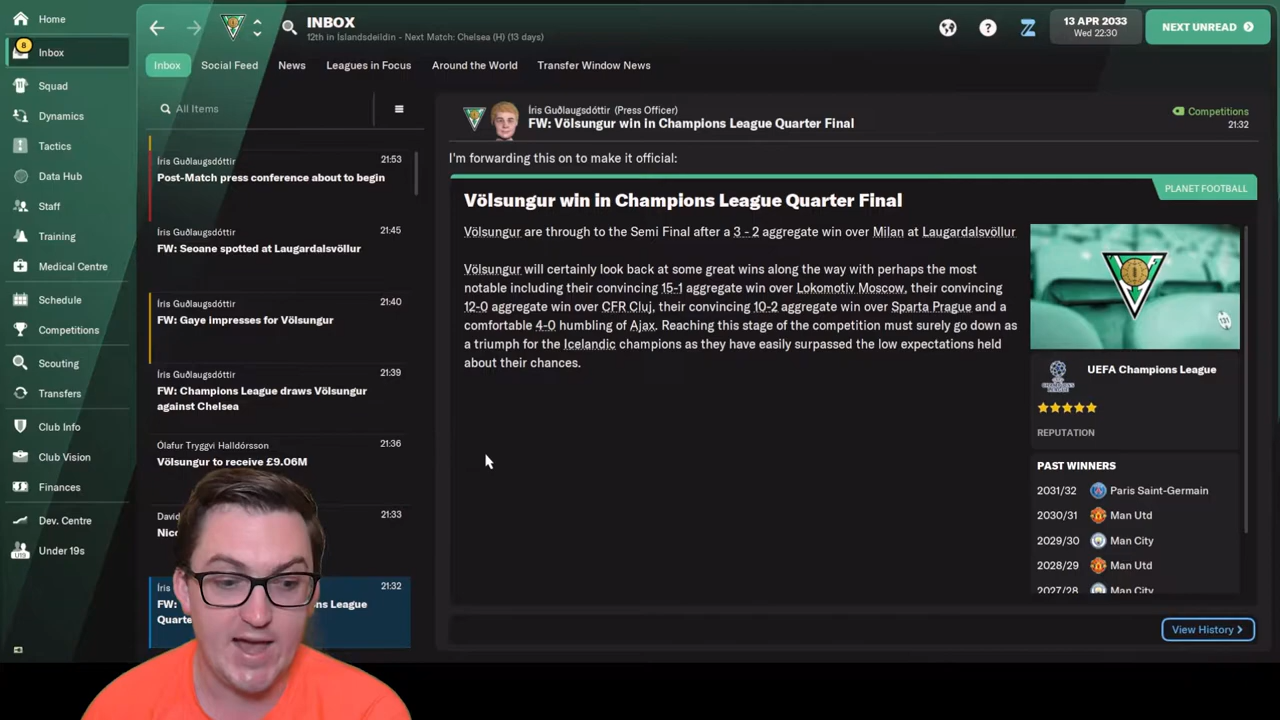 Home
Inbox
8
Squad
Dynamics
Tactics
Data Hub
Staff
Training
Medical Centre
Schedule
Competitions
Scouting
Transfers
Club Info
Club Vision
Finances
Dev. Centre
Under 19s
INBOX
12th in Islandsdeildin - Next Match: Chelsea (H) (13 days)
13 APR 2033
Wed 22:30
NEXT UNREAD
Inbox
Social Feed
News
Leagues in Focus
Around the World
Transfer Window News
All Items
Íris Guðlaugsdóttir
21:53
Post-Match press conference about to begin
Íris Guðlaugsdóttir
21:45
FW: Seoane spotted at Laugardalsvöllur
Íris Guðlaugsdóttir
21:40
FW: Gaye impresses for Völsungur
Íris Guðlaugsdóttir
21:39
FW: Champions League draws Völsungur
against Chelsea
Ólafur Tryggvi Halldórsson
21:36
Völsungur to receive £9.06M
David
21:33
Nico
Íris
21:32
FW:
ns League
Quarte
Íris Guðlaugsdóttir (Press Officer)
FW: Völsungur win in Champions League Quarter Final
Competitions
21:32
I'm forwarding this on to make it official:
PLANET FOOTBALL
Völsungur win in Champions League Quarter Final
Völsungur are through to the Semi Final after a 3 - 2 aggregate win over Milan at Laugardalsvöllur
Völsungur will certainly look back at some great wins along the way with perhaps the most
notable including their convincing 15-1 aggregate win over Lokomotiv Moscow, their convincing
12-0 aggregate win over CFR Cluj, their convincing 10-2 aggregate win over Sparta Prague and a
comfortable 4-0 humbling of Ajax. Reaching this stage of the competition must surely go down as
a triumph for the Icelandic champions as they have easily surpassed the low expectations held
about their chances.
UEFA Champions League
REPUTATION
PAST WINNERS
2031/32 Paris Saint-Germain
2030/31 Man Utd
2029/30 Man City
2028/29 Man Utd
2027/28 Man City
View History